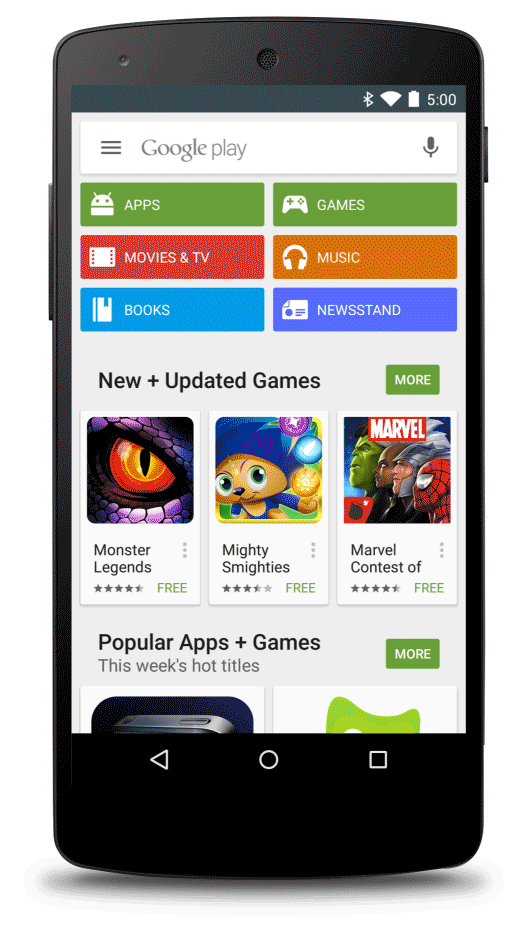 5:00
Google play
APPS
GAMES
MOVIES & TV
MUSIC
BOOKS
NEWSSTAND
New + Updated Games
MORE
MARVEL
Monster
Legends
FREE
Mighty
Smighties
FREE
Marvel
Contest of
FREE
Popular Apps + Games
MORE
This week's hot titles